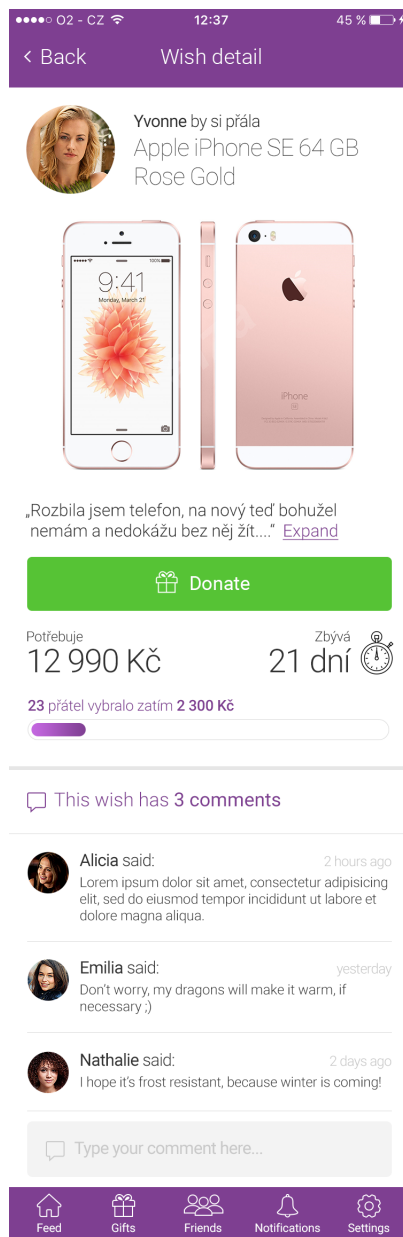 O2 - CZ 12:37 45 %
Back Wish detail
Yvonne by si přála
Apple iPhone SE 64 GB
Rose Gold
100%
9:41
Monday, March 21
iPhone
SE
„Rozbila jsem telefon, na nový teď bohužel
nemám a nedokážu bez něj žít....“ Expand
Donate
Potřebuje Zbývá
12 990 Kč 21 dní
23 přátel vybralo zatím 2 300 Kč
This wish has 3 comments
Alicia said: 2 hours ago
Lorem ipsum dolor sit amet, consectetur adipisicing
elit, sed do eiusmod tempor incididunt ut labore et
dolore magna aliqua.
Emilia said: yesterday
Don't worry, my dragons will make it warm, if
necessary ;)
Nathalie said: 2 days ago
I hope it's frost resistant, because winter is coming!
Type your comment here...
Feed Gifts Friends Notifications Settings